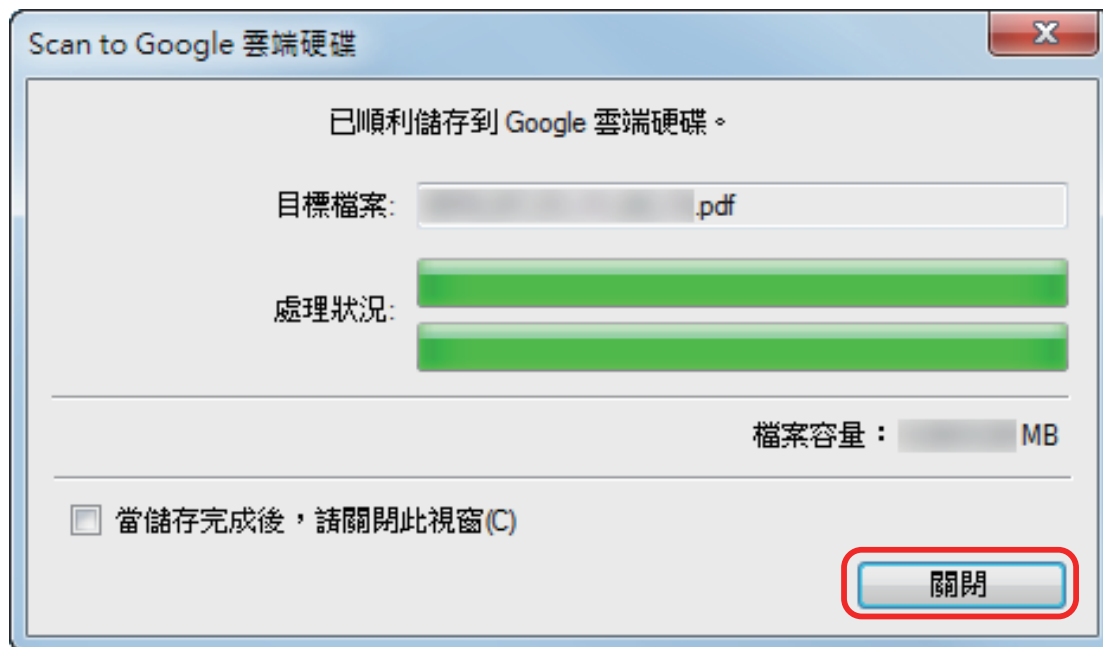 Scan to Google 雲端硬碟
已順利儲存到 Google 雲端硬碟。
目標檔案: .pdf
處理狀況:
檔案容量： MB
當儲存完成後，請關閉此視窗(C)
關閉